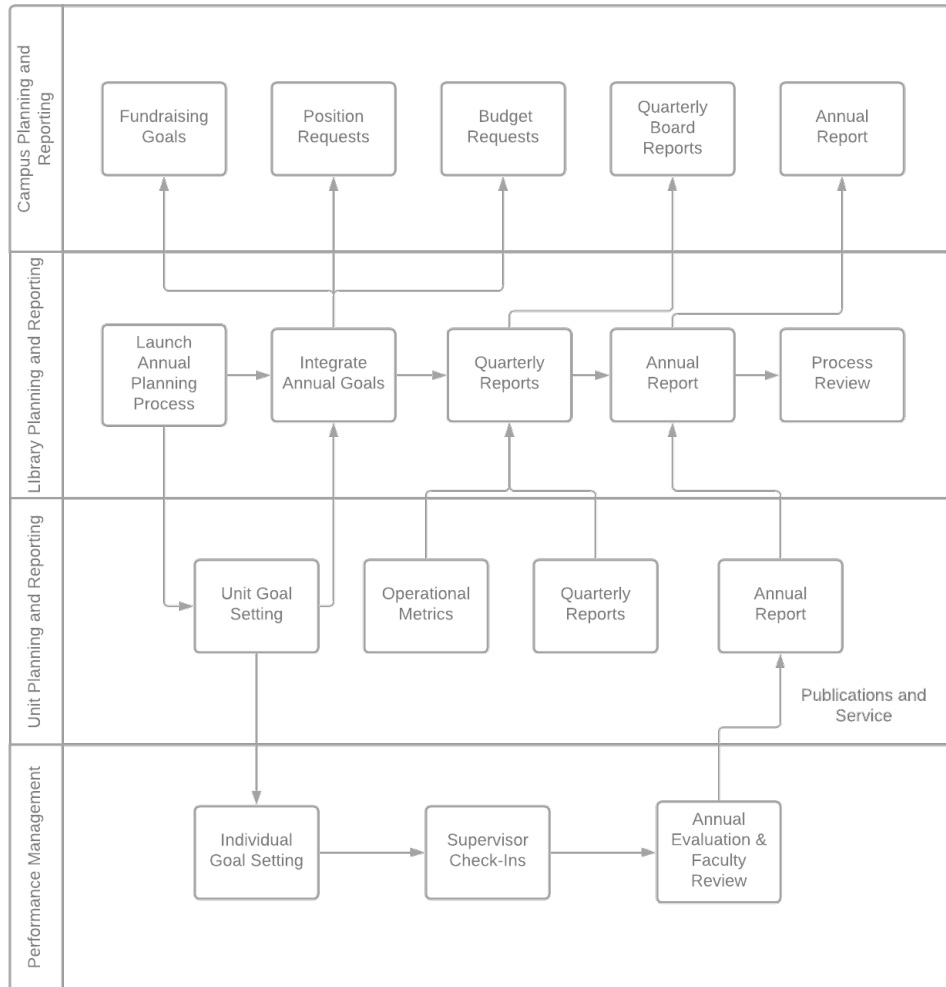 Campus Planning and
Reporting
Fundraising
Goals
Position
Requests
Budget
Requests
Quarterly
Board
Reports
Annual
Report
LIbrary Planning and Reporting
Launch
Annual
Planning
Process
Integrate
Annual Goals
Quarterly
Reports
Annual
Report
Process
Review
Unit Planning and Reporting
Unit Goal
Setting
Operational
Metrics
Quarterly
Reports
Annual
Report
Publications and
Service
Performance Management
Individual
Goal Setting
Supervisor
Check-Ins
Annual
Evaluation &
Faculty
Review